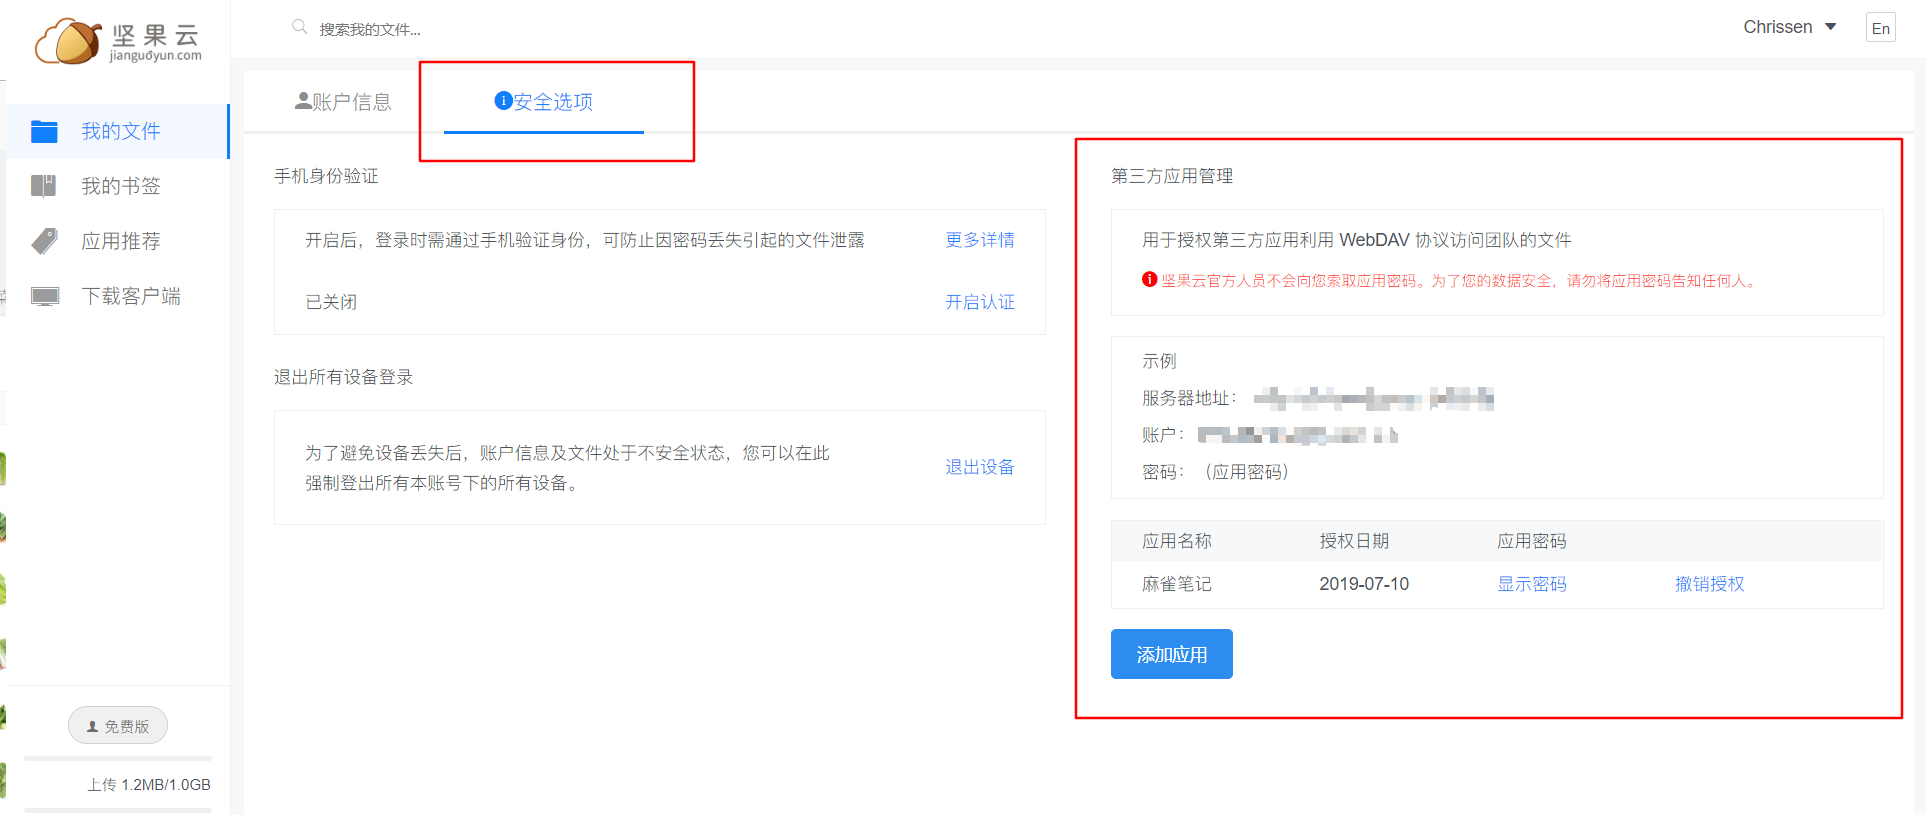 坚果云
jianguoyun.com
搜索我的文件...
Chrissen
En
我的文件
我的书签
应用推荐
下载客户端
免费版
上传 1.2MB/1.0GB
账户信息
安全选项
手机身份验证
开启后，登录时需通过手机验证身份，可防止因密码丢失引起的文件泄露
更多详情
已关闭
开启认证
退出所有设备登录
为了避免设备丢失后，账户信息及文件处于不安全状态，您可以在此
强制登出所有本账号下的所有设备。
退出设备
第三方应用管理
用于授权第三方应用利用 WebDAV 协议访问团队的文件
坚果云官方人员不会向您索取应用密码。为了您的数据安全，请勿将应用密码告知任何人。
示例
服务器地址：
账户：
密码： （应用密码）
应用名称 授权日期 应用密码
麻雀笔记 2019-07-10 显示密码 撤销授权
添加应用